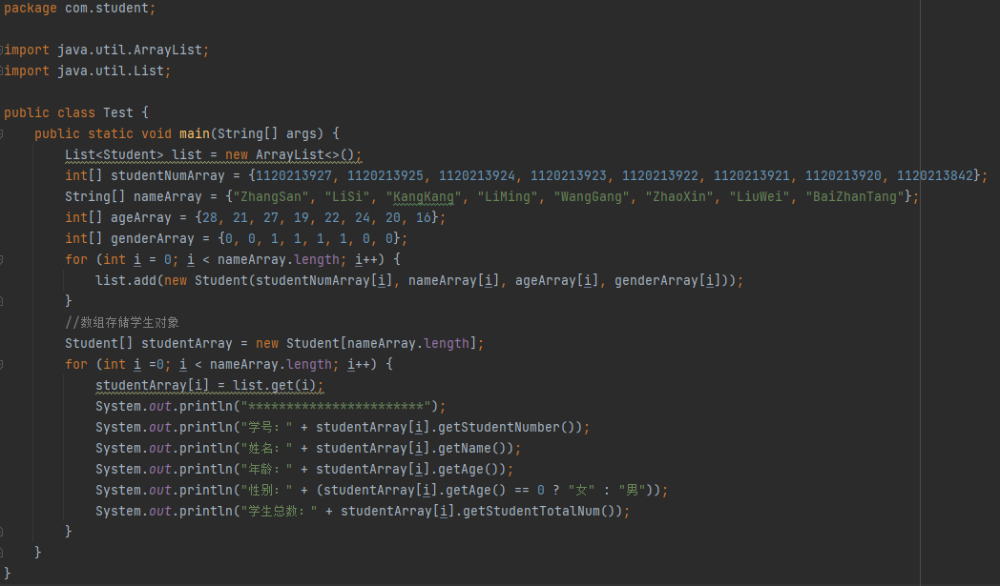 package com.student;
import java.util.ArrayList;
import java.util.List;
public class Test {
public static void main(String[] args) {
List<Student> list = new ArrayList<>();
int[] studentNumArray = {1120213927, 1120213925, 1120213924, 1120213923, 1120213922, 1120213921, 1120213920, 1120213842};
String[] nameArray = {"ZhangSan", "LiSi", "KangKang", "LiMing", "WangGang", "ZhaoXin", "LiuWei", "BaiZhanTang"};
int[] ageArray = {28, 21, 27, 19, 22, 24, 20, 16};
int[] genderArray = {0, 0, 1, 1, 1, 1, 0, 0};
for (int i = 0; i < nameArray.length; i++) {
list.add(new Student(studentNumArray[i], nameArray[i], ageArray[i], genderArray[i]));
}
//数组存储学生对象
Student[] studentArray = new Student[nameArray.length];
for (int i =0; i < nameArray.length; i++) {
studentArray[i] = list.get(i);
System.out.println("***********************");
System.out.println("学号：" + studentArray[i].getStudentNumber());
System.out.println("姓名：" + studentArray[i].getName());
System.out.println("年龄：" + studentArray[i].getAge());
System.out.println("性别：" + (studentArray[i].getAge() == 0 ? "女" : "男"));
System.out.println("学生总数：" + studentArray[i].getStudentTotalNum());
}
}
}